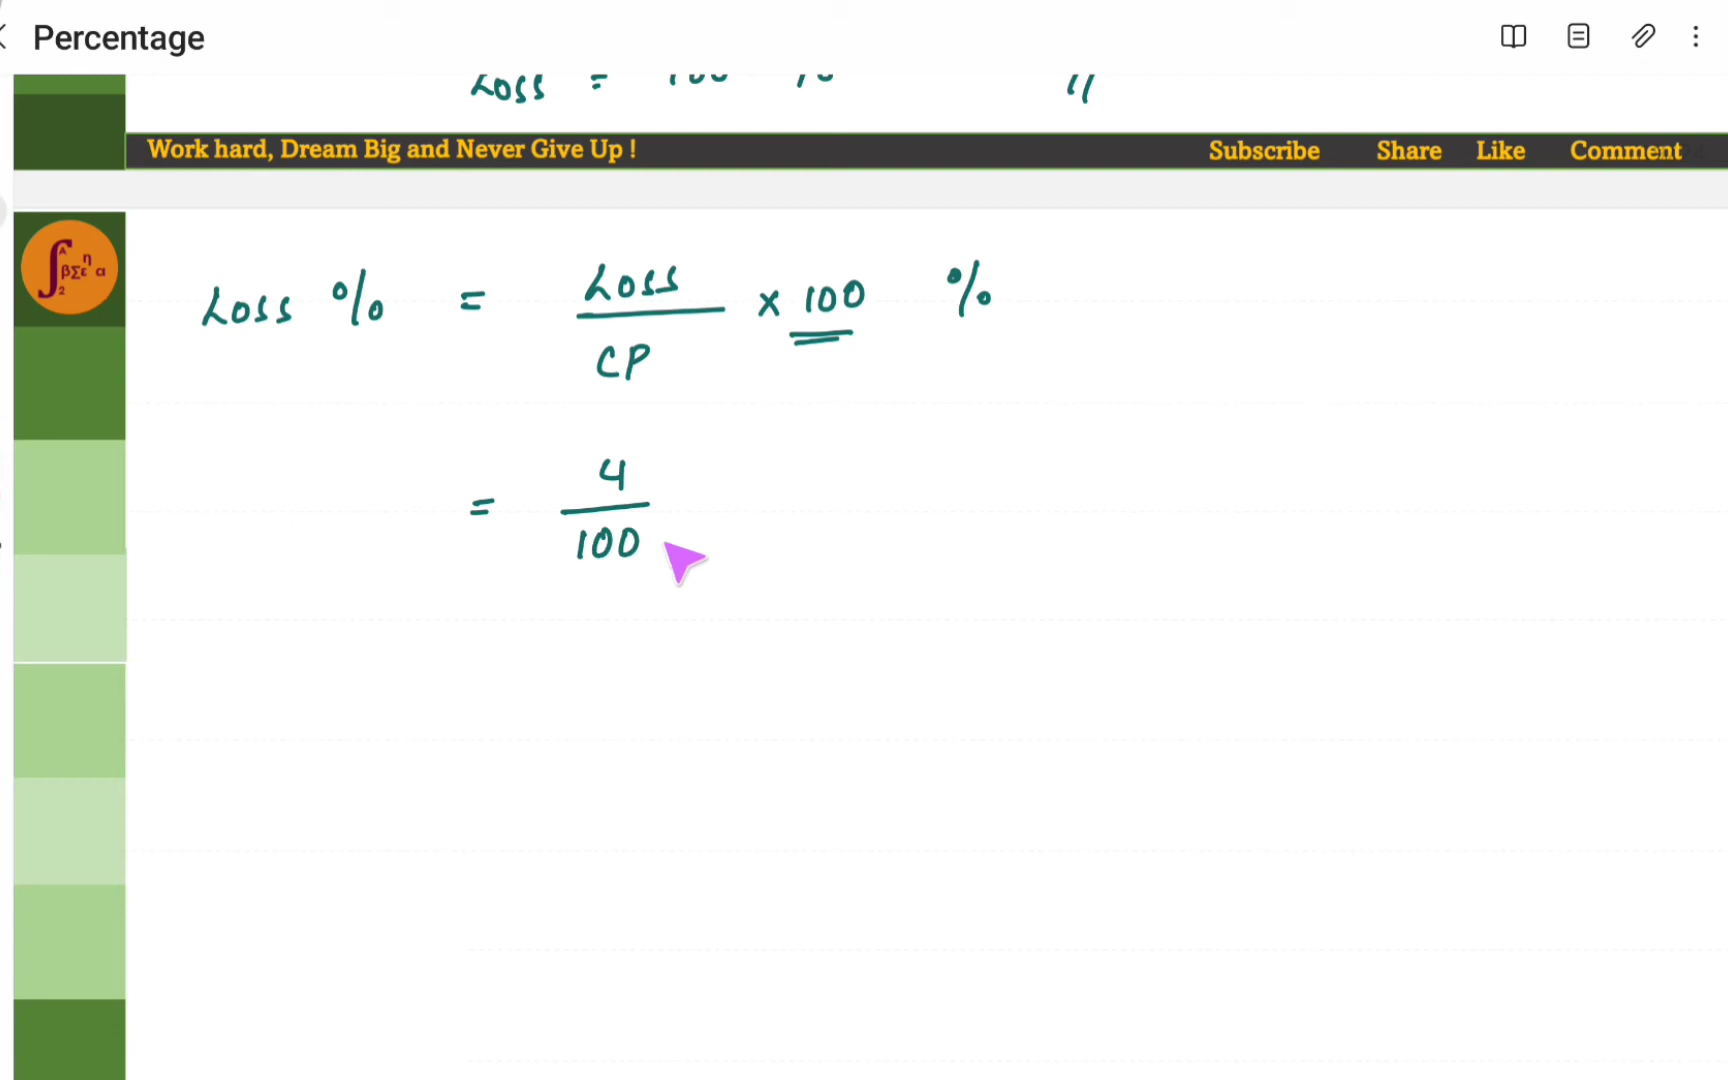 Percentage
Loss =
Work hard, Dream Big and Never Give Up ! Subscribe Share Like Comment
Loss % = Loss / CP × 100 %
= 4 / 100